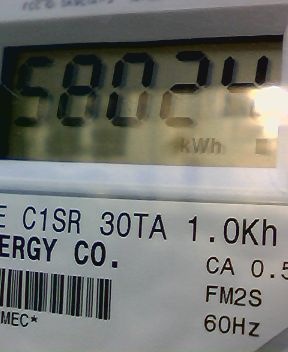 58024
kWh
E C1SR 30TA 1.0Kh
ERGY CO.
CA 0.5
FM2S
MEC*
60Hz